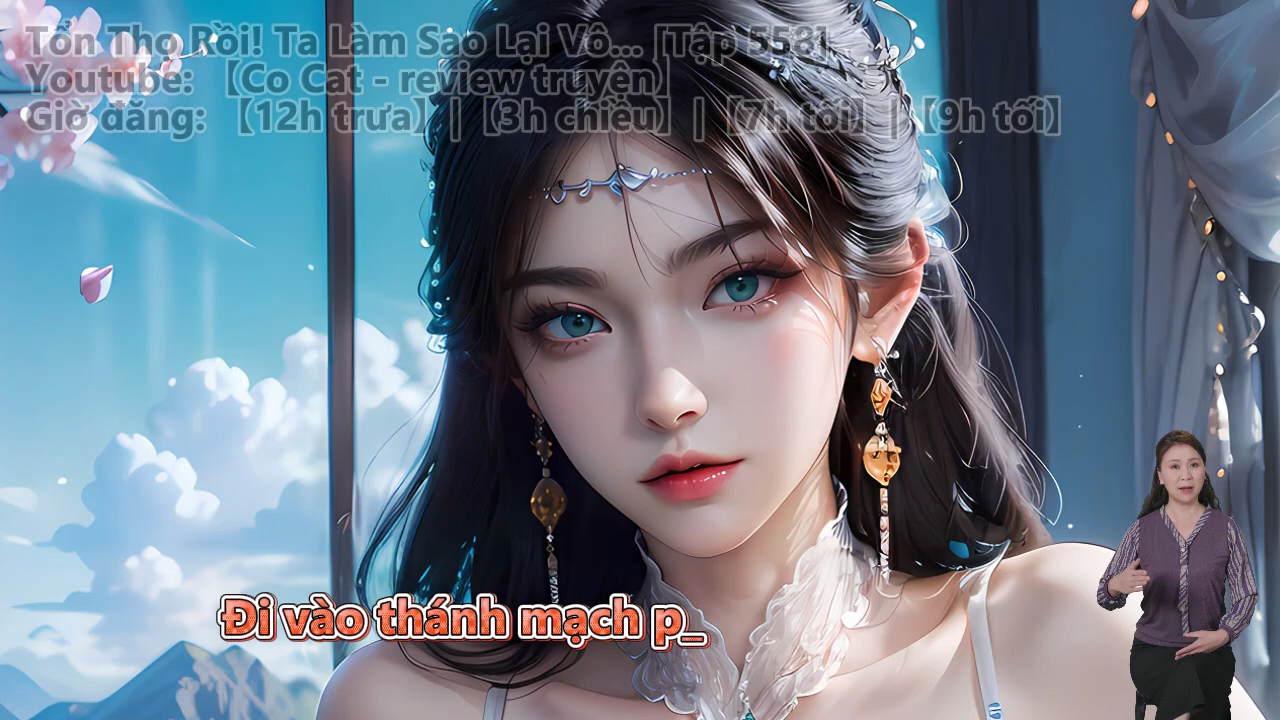 Tổn Thọ Rồi! Ta Làm Sao Lại Vô... [Tập 558]
Youtube: 【Co Cat - review truyện】
Giờ đăng: 【12h trưa】 | 【3h chiều】 | 【7h tối】 | 【9h tối】
Đi vào thánh mạch p_